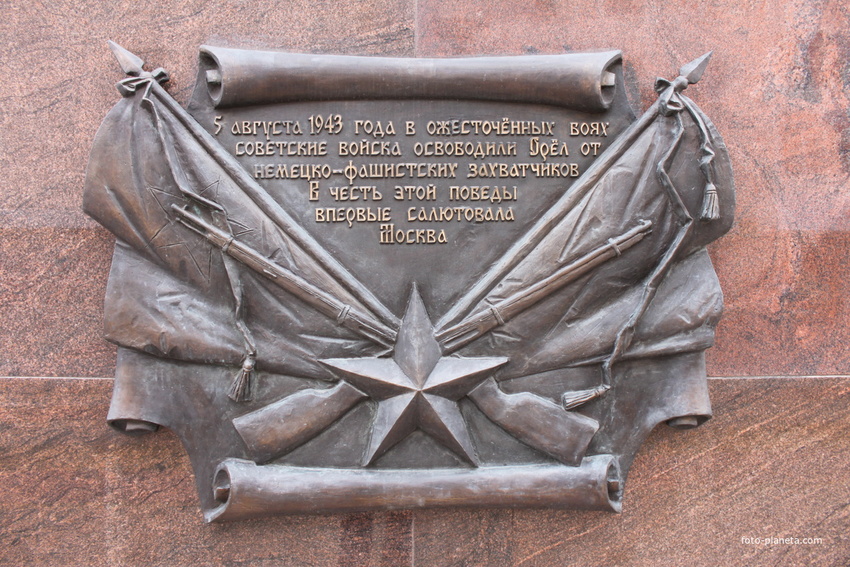 5 августа 1943 года в ожесточённых боях
советские войска освободили Орёл от
немецко-фашистских захватчиков
В честь этой победы
впервые салютовала
Москва
foto-planeta.com